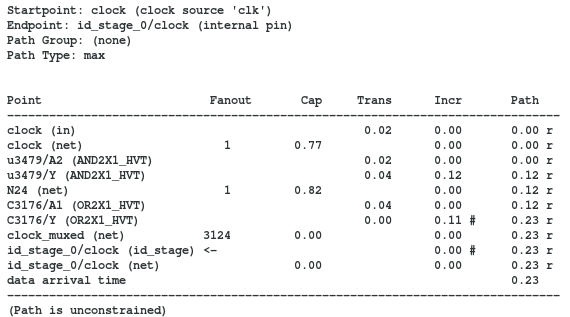 Startpoint: clock (clock source 'clk')
Endpoint: id_stage_0/clock (internal pin)
Path Group: (none)
Path Type: max
Point Fanout Cap Trans Incr Path
--------------------------------------------------------------------------------
clock (in) 0.02 0.00 0.00 r
clock (net) 1 0.77 0.00 0.00 r
u3479/A2 (AND2X1_HVT) 0.02 0.00 0.00 r
u3479/Y (AND2X1_HVT) 0.04 0.12 0.12 r
N24 (net) 1 0.82 0.00 0.12 r
C3176/A1 (OR2X1_HVT) 0.04 0.00 0.12 r
C3176/Y (OR2X1_HVT) 0.00 0.11 # 0.23 r
clock_muxed (net) 3124 0.00 0.00 0.23 r
id_stage_0/clock (id_stage) <- 0.00 # 0.23 r
id_stage_0/clock (net) 0.00 0.00 0.23 r
data arrival time 0.23
--------------------------------------------------------------------------------
(Path is unconstrained)